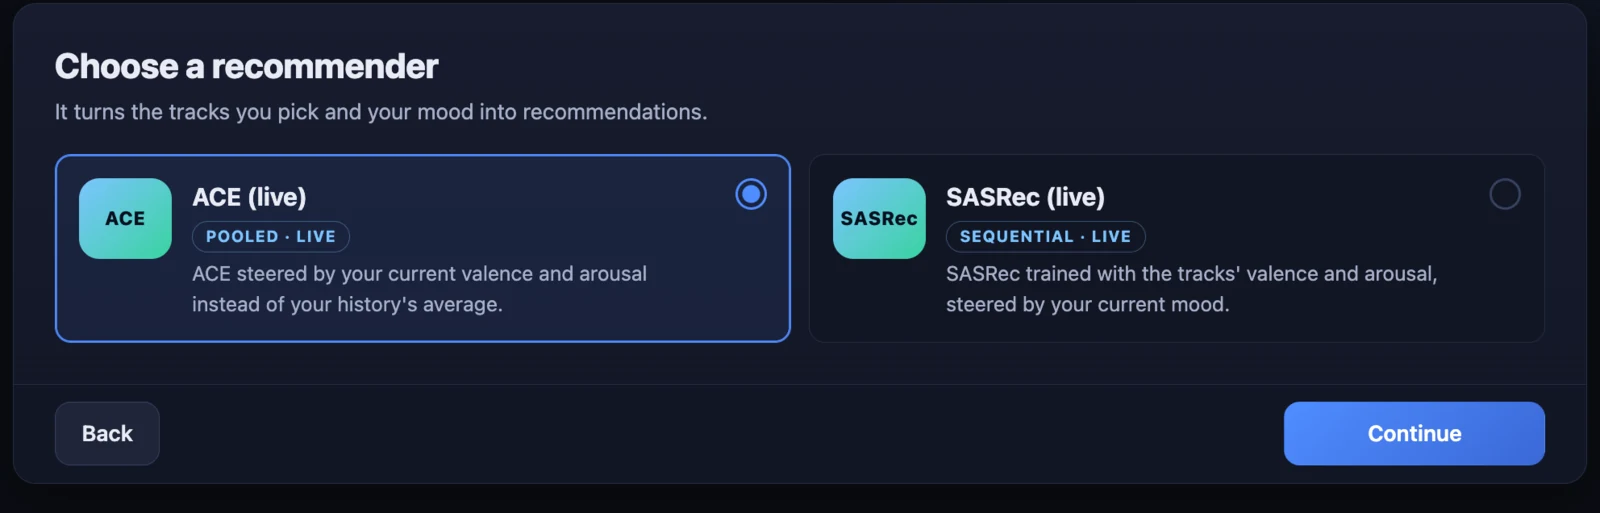 Choose a recommender
It turns the tracks you pick and your mood into recommendations.
ACE
ACE (live)
POOLED · LIVE
ACE steered by your current valence and arousal
instead of your history's average.
SASRec
SASRec (live)
SEQUENTIAL · LIVE
SASRec trained with the tracks' valence and arousal,
steered by your current mood.
Back
Continue